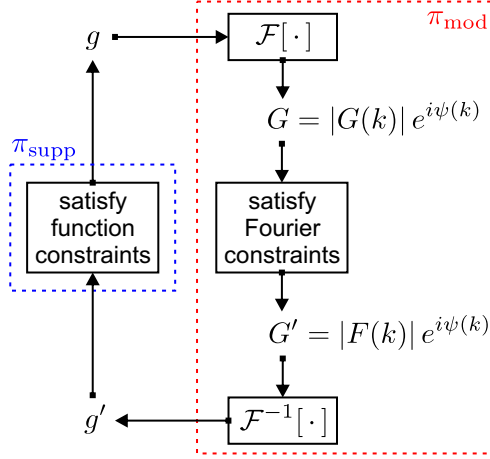 π_mod
g
F[·]
G = |G(k)| e^{iψ(k)}
π_supp
satisfy
function
constraints
satisfy
Fourier
constraints
G′ = |F(k)| e^{iψ(k)}
g′
F^{-1}[·]